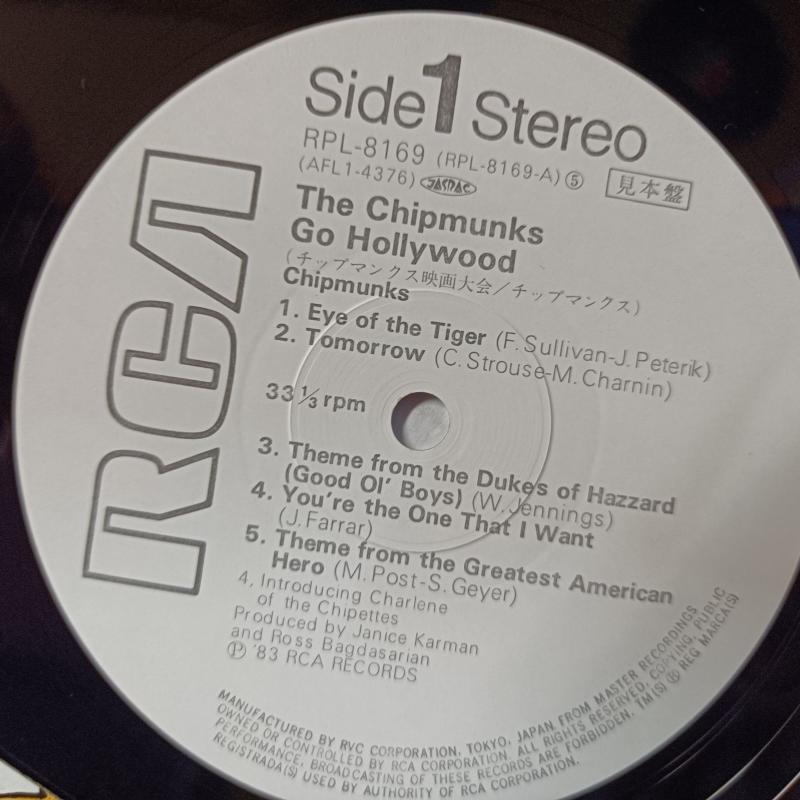 Side 1 Stereo
RPL-8169 (RPL-8169-A) ⑤
見本盤
(AFL1-4376) JASRAC
The Chipmunks
Go Hollywood
(チップマンクス映画大会/チップマンクス)
Chipmunks
1. Eye of the Tiger (F. Sullivan-J. Peterik)
2. Tomorrow (C. Strouse-M. Charnin)
33 1/3 rpm
3. Theme from the Dukes of Hazzard
(Good Ol' Boys) (W. Jennings)
4. You're the One That I Want
(J. Farrar)
5. Theme from the Greatest American
Hero (M. Post-S. Geyer)
4, Introducing Charlene
of the Chipettes
Produced by Janice Karman
and Ross Bagdasarian
Ⓟ '83 RCA RECORDS
RCA
MANUFACTURED BY RVC CORPORATION, TOKYO, JAPAN FROM MASTER RECORDINGS
OWNED OR CONTROLLED BY RCA CORPORATION. ALL RIGHTS RESERVED, COPYING, PUBLIC
PERFORMANCE, BROADCASTING OF THESE RECORDS ARE FORBIDDEN. TM(S) ® REG MARCA(S)
REGISTRADA(S) USED BY AUTHORITY OF RCA CORPORATION.